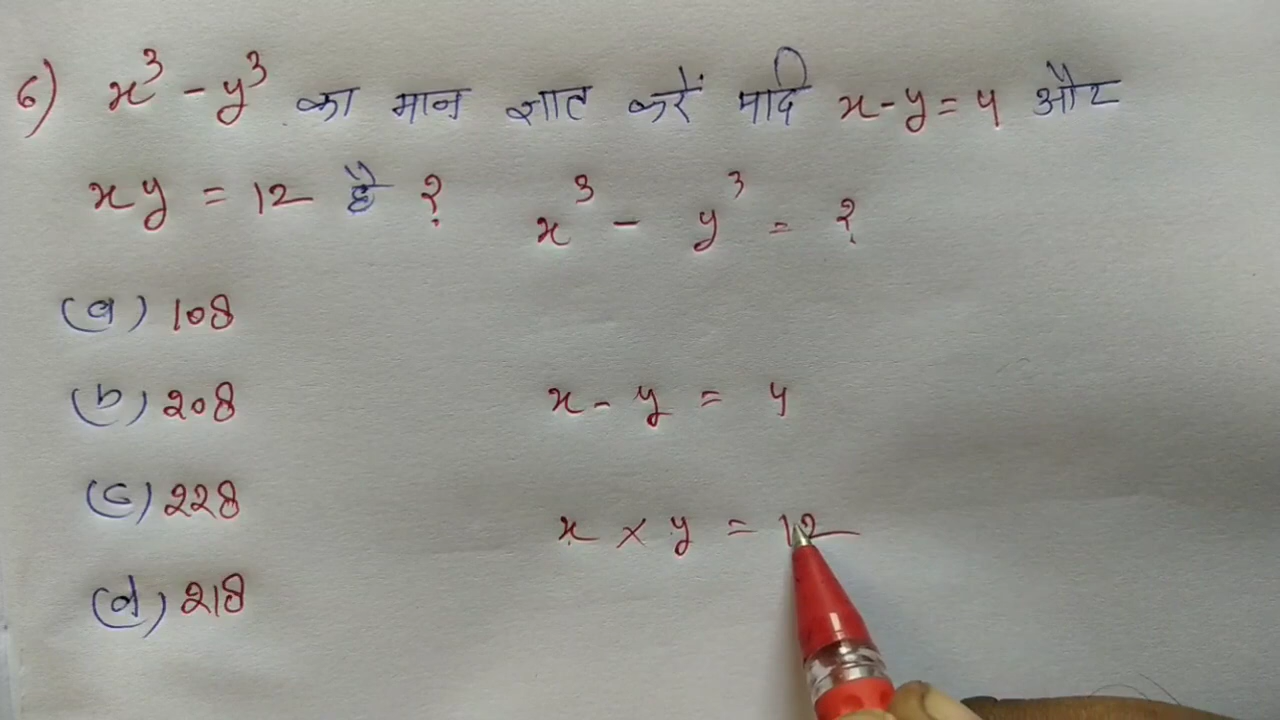 6) x³ - y³ का मान ज्ञात करें यदि x-y=4 और
xy = 12 है ?
x³ - y³ = ?
(a) 108
(b) 208
(c) 228
(d) 218
x - y = 4
x × y = 12